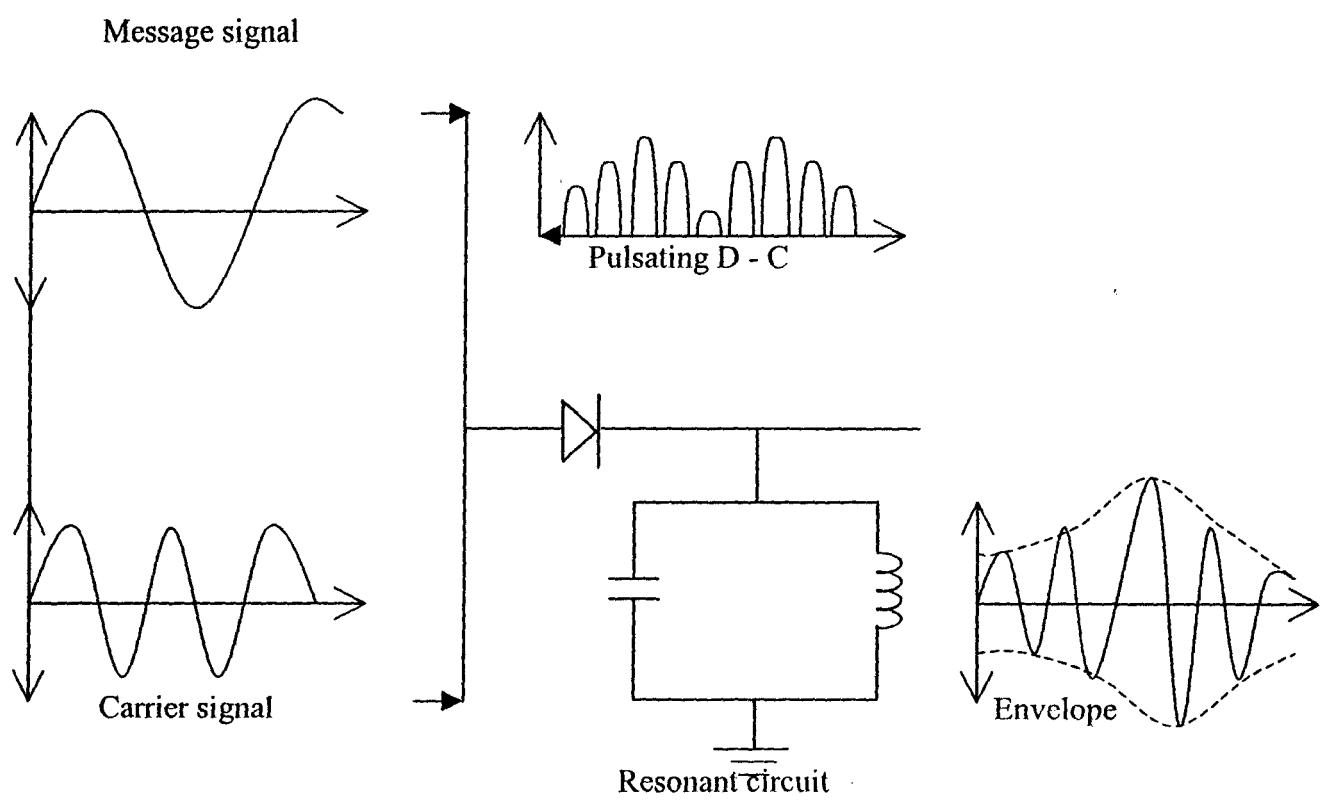 Message signal
Pulsating D - C
Carrier signal
Envelope
Resonant circuit